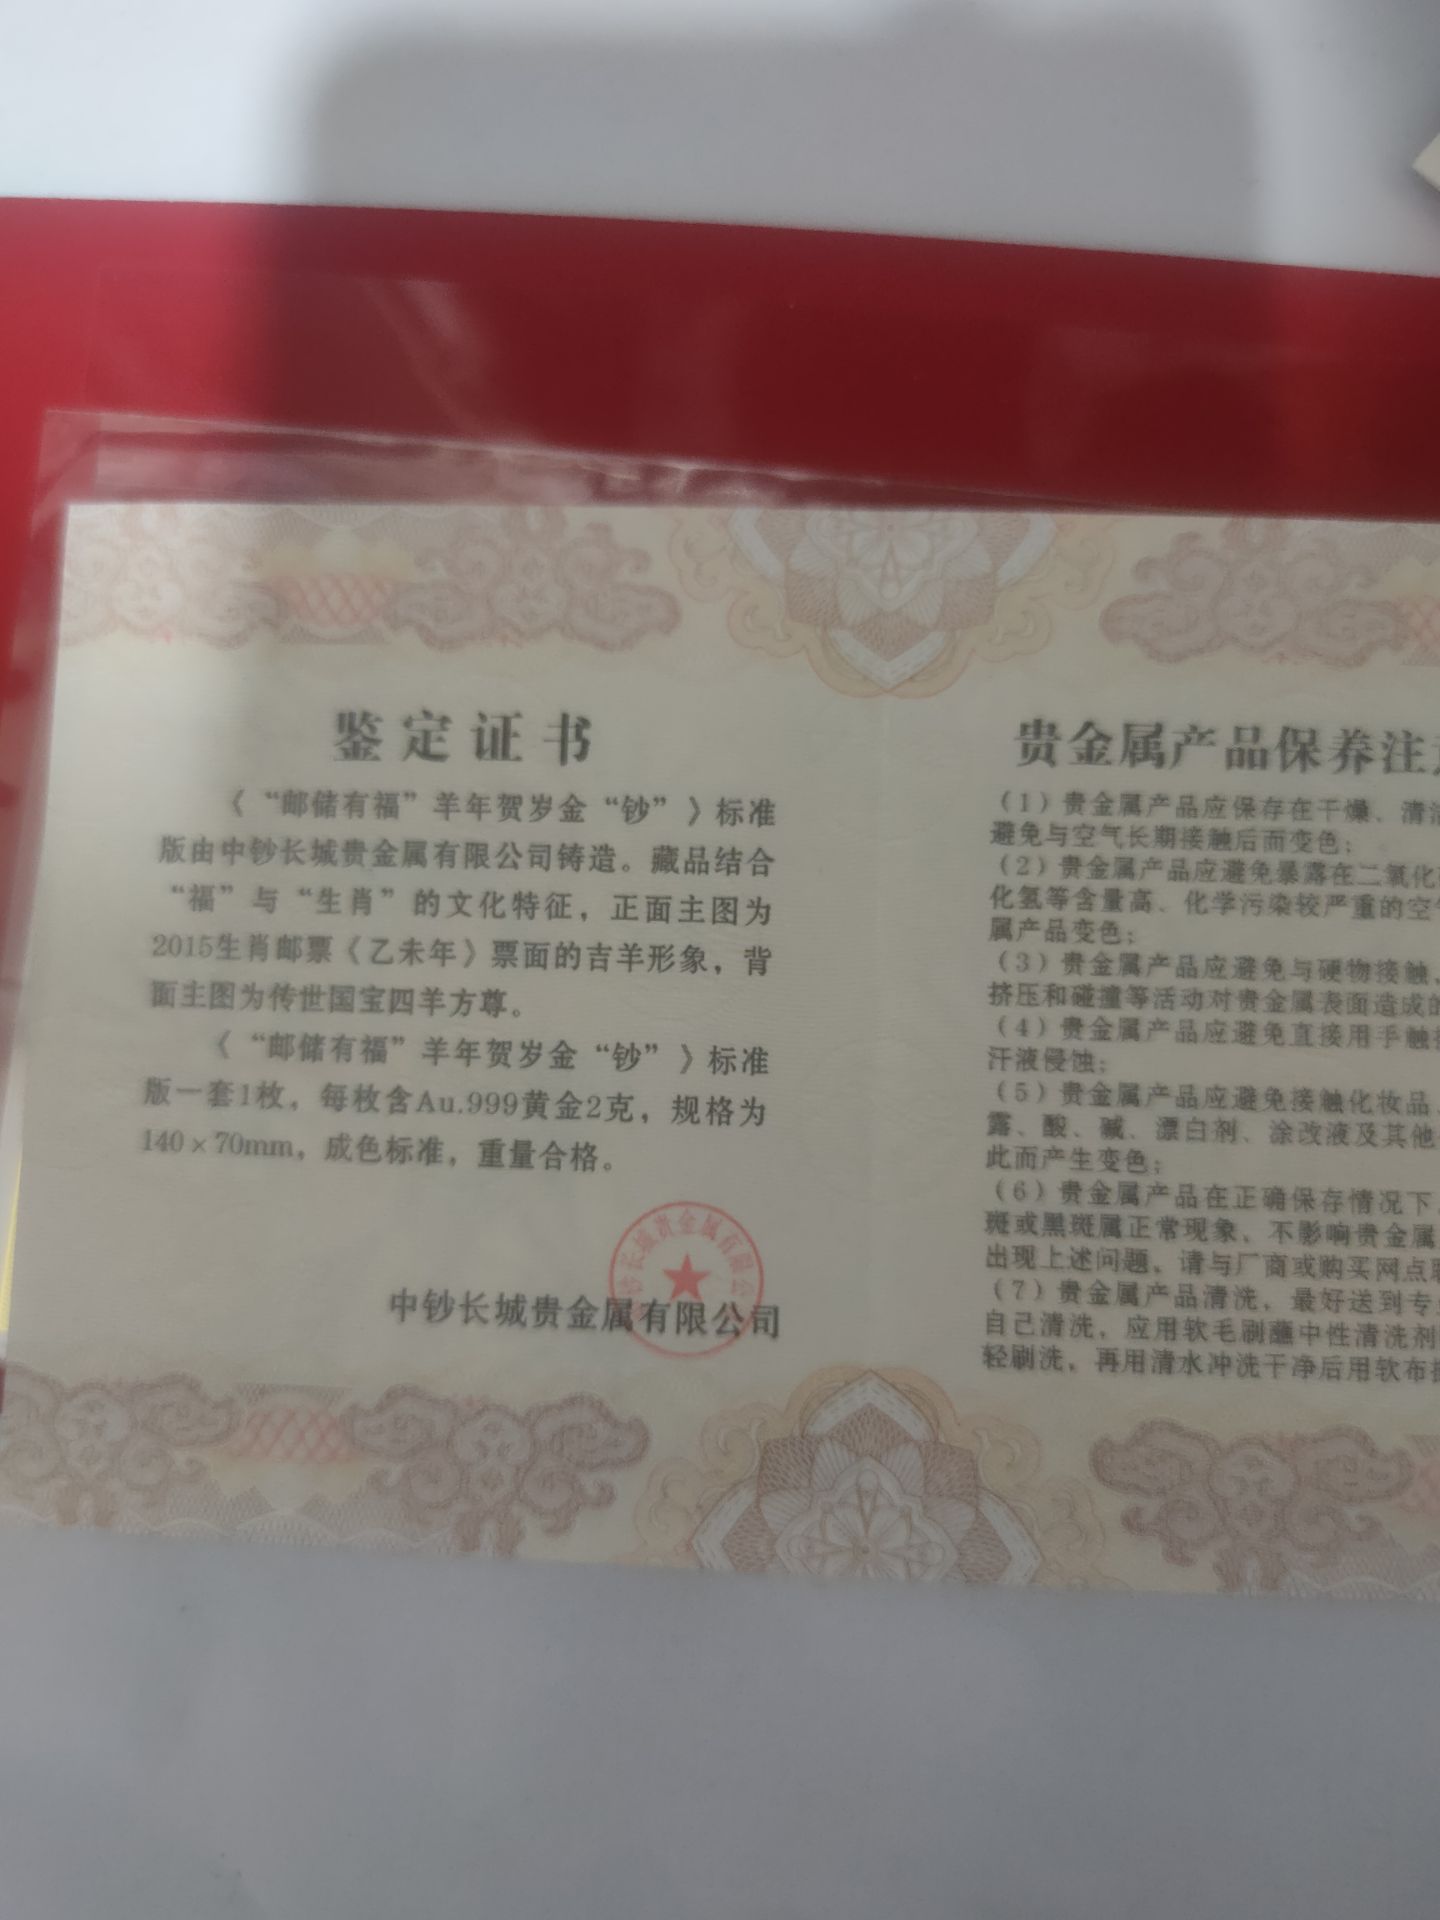 鉴定证书
《“邮储有福”羊年贺岁金“钞”》标准
版由中钞长城贵金属有限公司铸造。藏品结合
“福”与“生肖”的文化特征，正面主图为
2015生肖邮票《乙未年》票面的吉羊形象，背
面主图为传世国宝四羊方尊。
《“邮储有福”羊年贺岁金“钞”》标准
版一套1枚，每枚含Au.999黄金2克，规格为
140×70mm，成色标准，重量合格。
中钞长城贵金属有限公司
钞长城贵金属有限公
贵金属产品保养注
（1）贵金属产品应保存在干燥、清洁
避免与空气长期接触后而变色；
（2）贵金属产品应避免暴露在二氧化
化氢等含量高、化学污染较严重的空气
属产品变色；
（3）贵金属产品应避免与硬物接触，
挤压和碰撞等活动对贵金属表面造成的
（4）贵金属产品应避免直接用手触
汗液侵蚀；
（5）贵金属产品应避免接触化妆品、
露、酸、碱、漂白剂、涂改液及其他
此而产生变色；
（6）贵金属产品在正确保存情况下，
斑或黑斑属正常现象，不影响贵金属
出现上述问题，请与厂商或购买网点联
（7）贵金属产品清洗，最好送到专
自己清洗，应用软毛刷蘸中性清洗剂
轻刷洗，再用清水冲洗干净后用软布